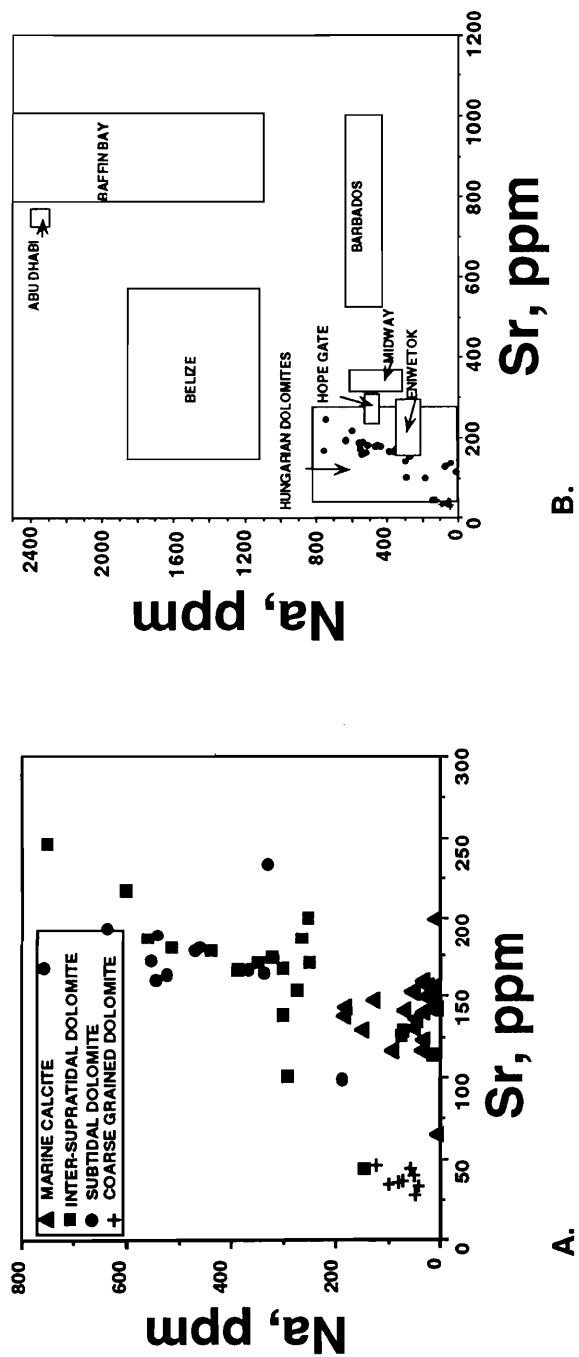 800
600
400
200
0
Na, ppm
▲ MARINE CALCITE
■ INTER-SUPRATIDAL DOLOMITE
● SUBTIDAL DOLOMITE
+ COARSE GRAINED DOLOMITE
0
50
100
150
200
250
300
Sr, ppm
A.
2400
2000
1600
1200
800
400
0
Na, ppm
ABU DHABI
BAFFIN BAY
BELIZE
HUNGARIAN DOLOMITES
HOPE GATE
MIDWAY
ENIWETOK
BARBADOS
0
200
400
600
800
1000
1200
Sr, ppm
B.